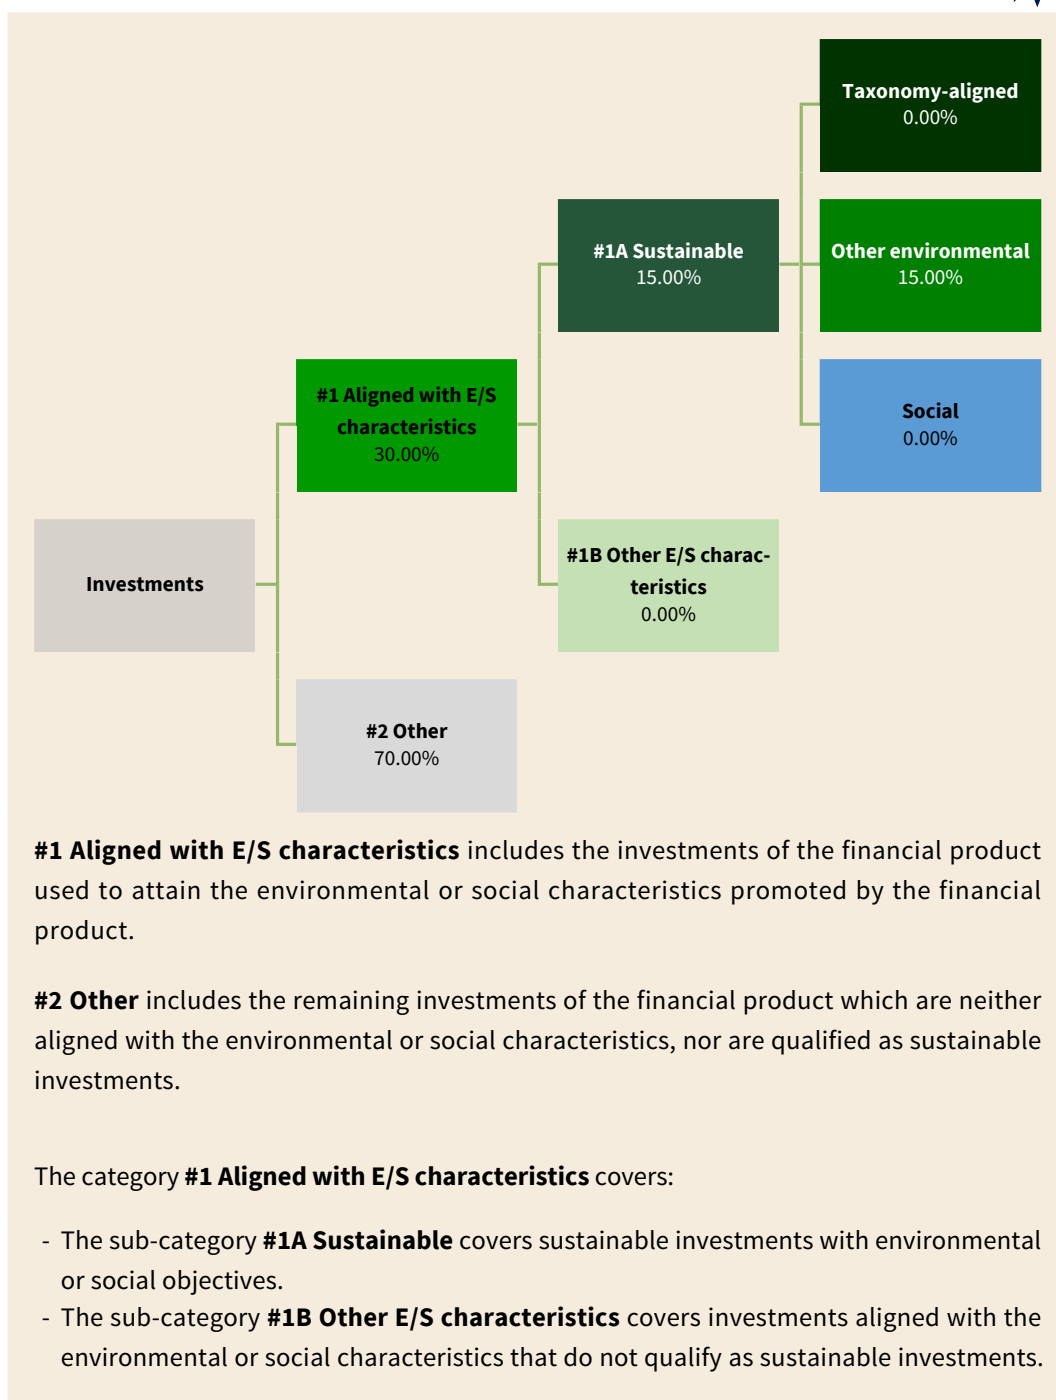 Taxonomy-aligned
0.00%
#1A Sustainable
15.00%
Other environmental
15.00%
#1 Aligned with E/S
characteristics
30.00%
Social
0.00%
Investments
#1B Other E/S charac-
teristics
0.00%
#2 Other
70.00%
#1 Aligned with E/S characteristics includes the investments of the financial product
used to attain the environmental or social characteristics promoted by the financial
product.
#2 Other includes the remaining investments of the financial product which are neither
aligned with the environmental or social characteristics, nor are qualified as sustainable
investments.
The category #1 Aligned with E/S characteristics covers:
- The sub-category #1A Sustainable covers sustainable investments with environmental
or social objectives.
- The sub-category #1B Other E/S characteristics covers investments aligned with the
environmental or social characteristics that do not qualify as sustainable investments.